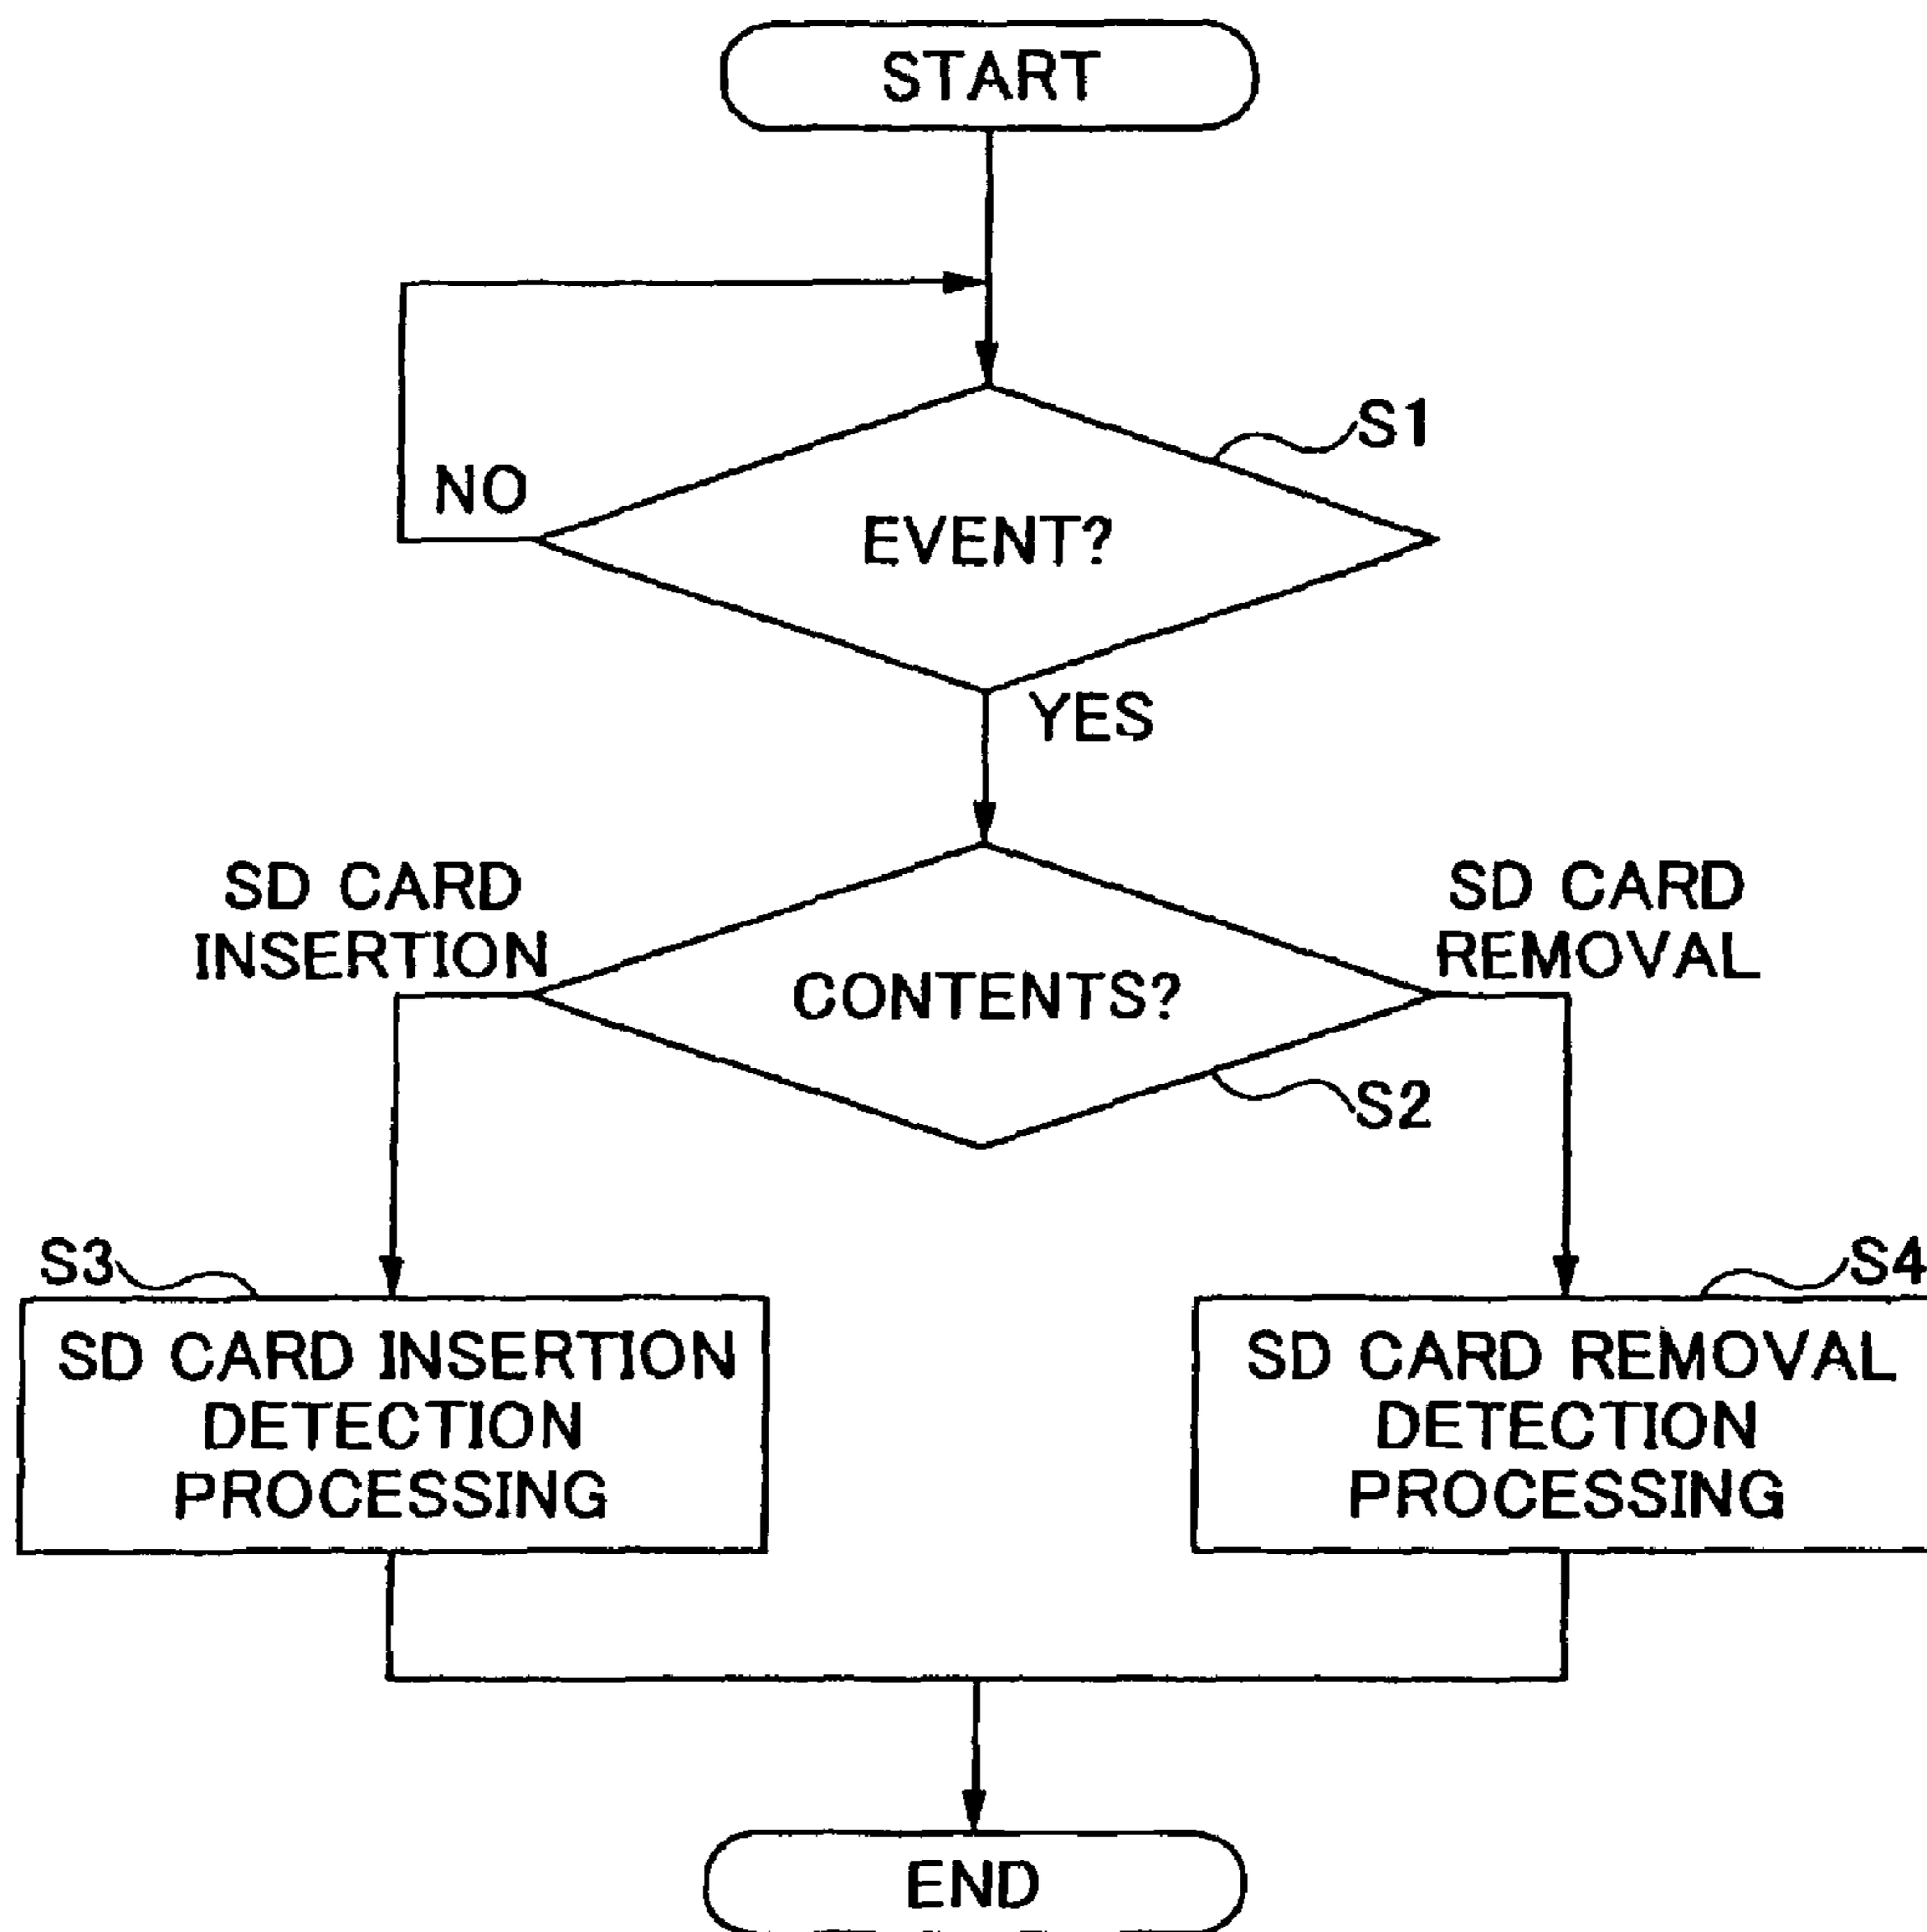 START
S1
NO
EVENT?
YES
SD CARD
INSERTION
SD CARD
REMOVAL
CONTENTS?
S2
S3
S4
SD CARD INSERTION
DETECTION
PROCESSING
SD CARD REMOVAL
DETECTION
PROCESSING
END